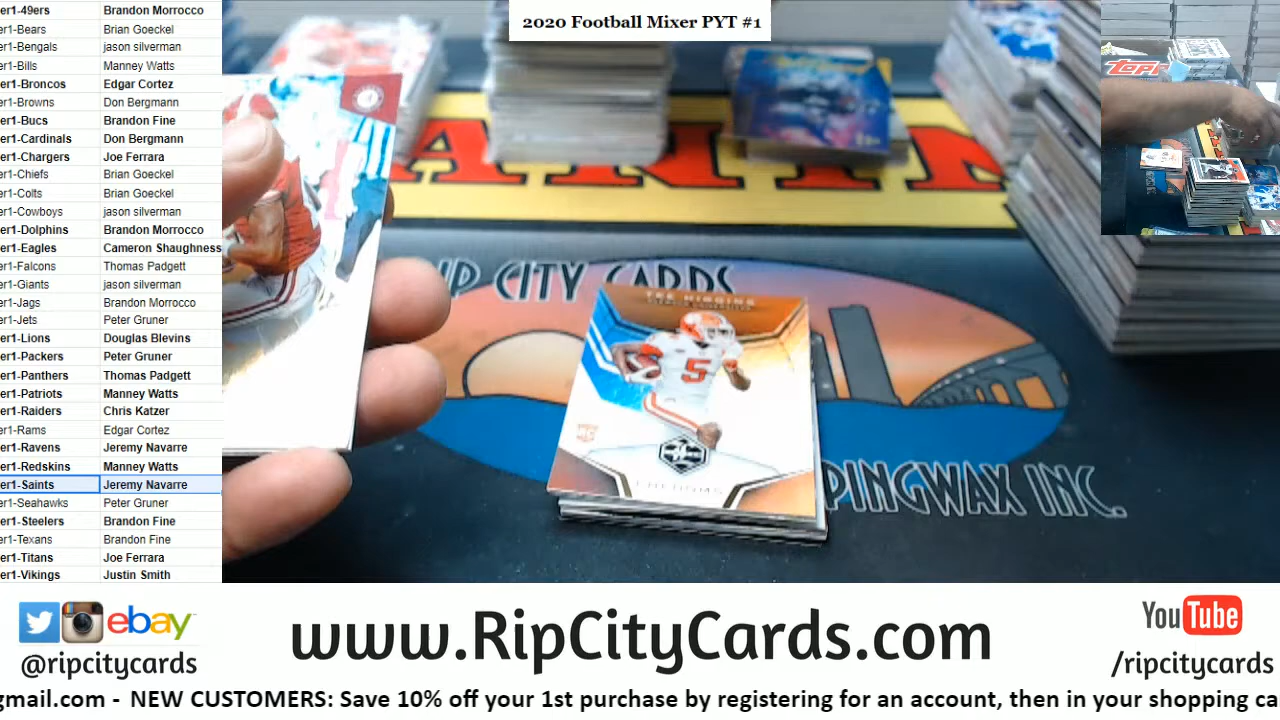 2020 Football Mixer PYT #1
er1-49ers Brandon Morrocco
er1-Bears Brian Goeckel
er1-Bengals jason silverman
er1-Bills Manney Watts
er1-Broncos Edgar Cortez
er1-Browns Don Bergmann
er1-Bucs Brandon Fine
er1-Cardinals Don Bergmann
er1-Chargers Joe Ferrara
er1-Chiefs Brian Goeckel
er1-Colts Brian Goeckel
er1-Cowboys jason silverman
er1-Dolphins Brandon Morrocco
er1-Eagles Cameron Shaughness
er1-Falcons Thomas Padgett
er1-Giants jason silverman
er1-Jags Brandon Morrocco
er1-Jets Peter Gruner
er1-Lions Douglas Blevins
er1-Packers Peter Gruner
er1-Panthers Thomas Padgett
er1-Patriots Manney Watts
er1-Raiders Chris Katzer
er1-Rams Edgar Cortez
er1-Ravens Jeremy Navarre
er1-Redskins Manney Watts
er1-Saints Jeremy Navarre
er1-Seahawks Peter Gruner
er1-Steelers Brandon Fine
er1-Texans Brandon Fine
er1-Titans Joe Ferrara
er1-Vikings Justin Smith
TOPPS
IP CITY CARDS
TEE HIGGINS
5
PPINGWAX INC.
ebay
@ripcitycards
www.RipCityCards.com
YouTube
/ripcitycards
gmail.com - NEW CUSTOMERS: Save 10% off your 1st purchase by registering for an account, then in your shopping ca